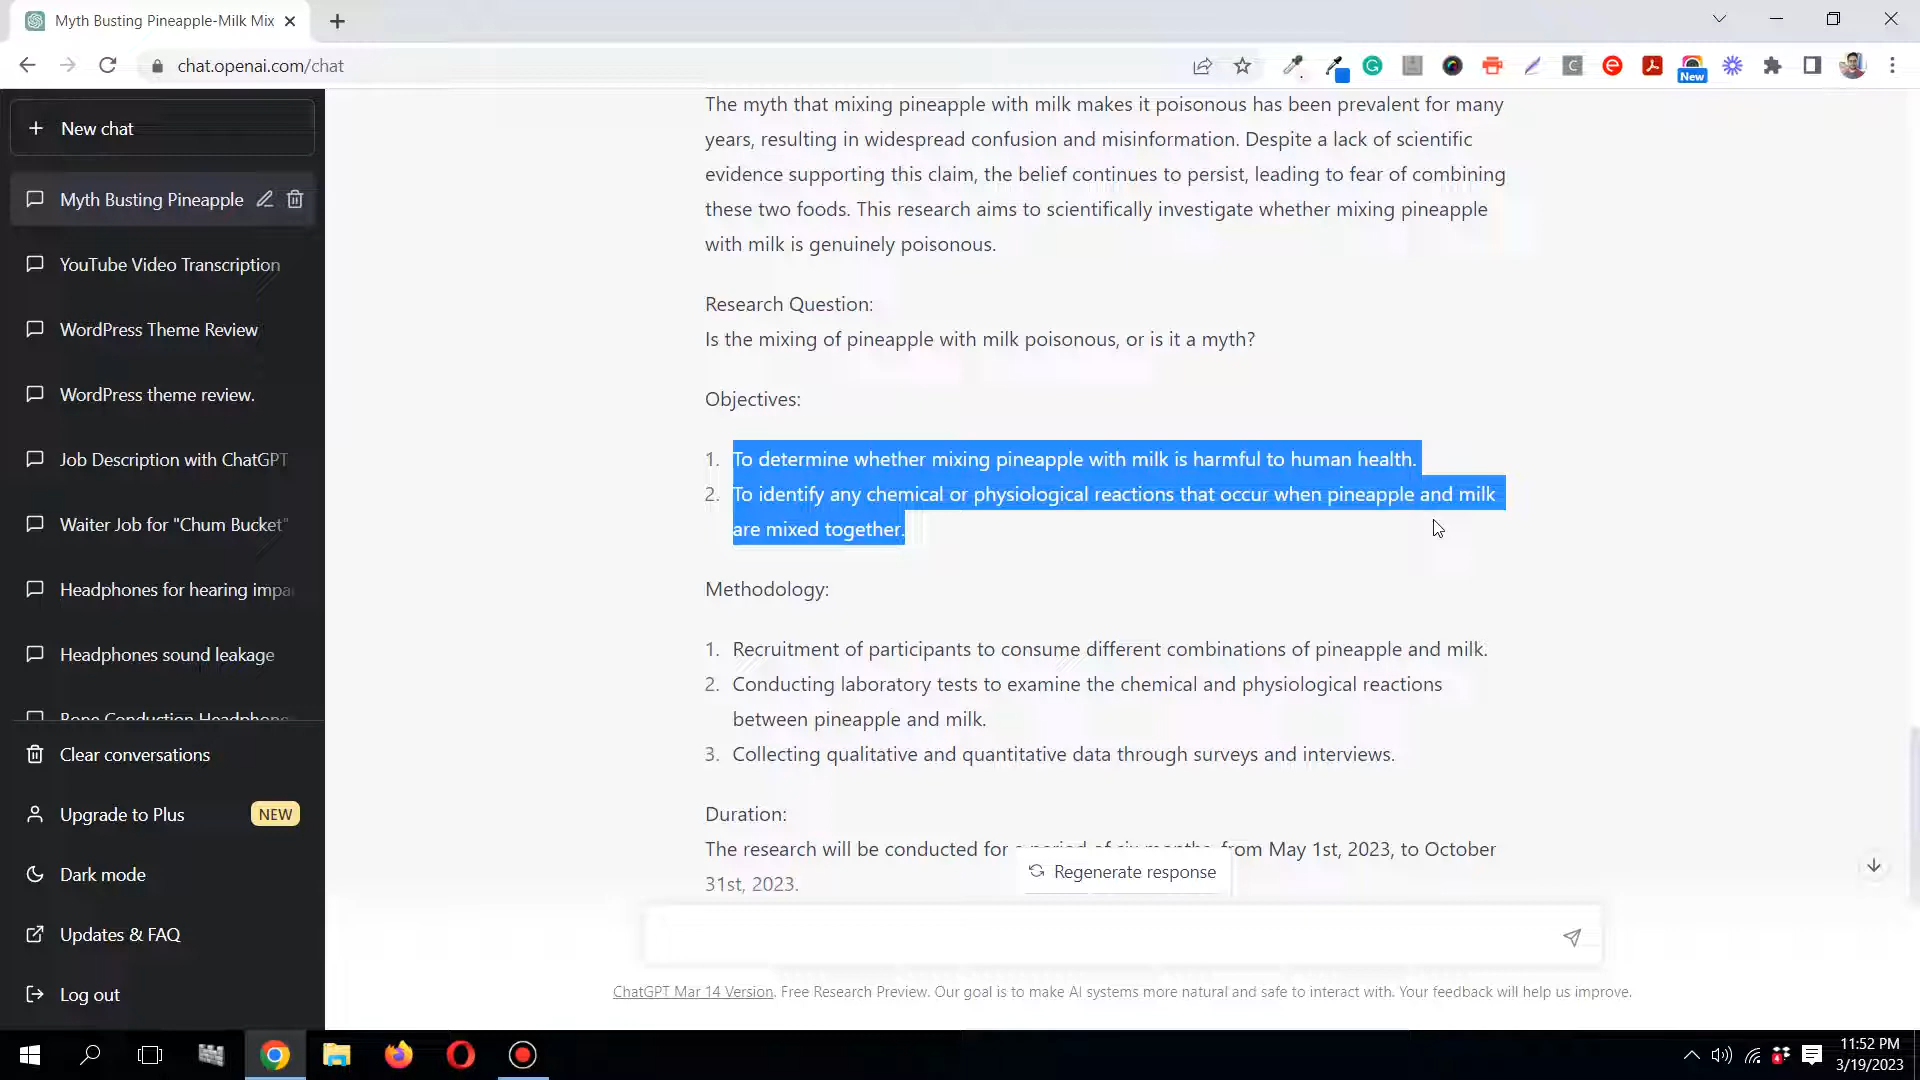 Myth Busting Pineapple-Milk Mix
chat.openai.com/chat
New
New chat
Myth Busting Pineapple
YouTube Video Transcription
WordPress Theme Review
WordPress theme review.
Job Description with ChatGPT
Waiter Job for "Chum Bucket"
Headphones for hearing impa
Headphones sound leakage
Bone Conduction Headphone
Clear conversations
Upgrade to Plus NEW
Dark mode
Updates & FAQ
Log out
The myth that mixing pineapple with milk makes it poisonous has been prevalent for many
years, resulting in widespread confusion and misinformation. Despite a lack of scientific
evidence supporting this claim, the belief continues to persist, leading to fear of combining
these two foods. This research aims to scientifically investigate whether mixing pineapple
with milk is genuinely poisonous.
Research Question:
Is the mixing of pineapple with milk poisonous, or is it a myth?
Objectives:
1. To determine whether mixing pineapple with milk is harmful to human health.
2. To identify any chemical or physiological reactions that occur when pineapple and milk
are mixed together.
Methodology:
1. Recruitment of participants to consume different combinations of pineapple and milk.
2. Conducting laboratory tests to examine the chemical and physiological reactions
between pineapple and milk.
3. Collecting qualitative and quantitative data through surveys and interviews.
Duration:
The research will be conducted for a period of six months, from May 1st, 2023, to October
31st, 2023.
Regenerate response
ChatGPT Mar 14 Version. Free Research Preview. Our goal is to make AI systems more natural and safe to interact with. Your feedback will help us improve.
11:52 PM
3/19/2023